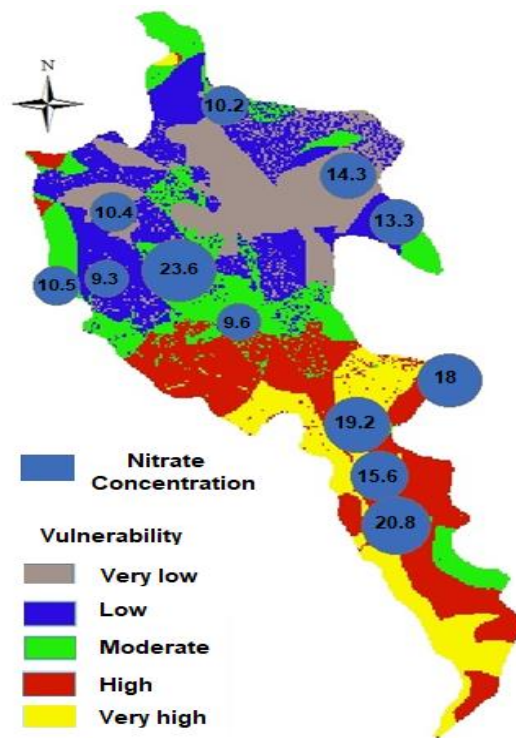 N
10.2
14.3
10.4
13.3
23.6
9.3
10.5
9.6
18
19.2
15.6
20.8
Nitrate
Concentration
Vulnerability
Very low
Low
Moderate
High
Very high